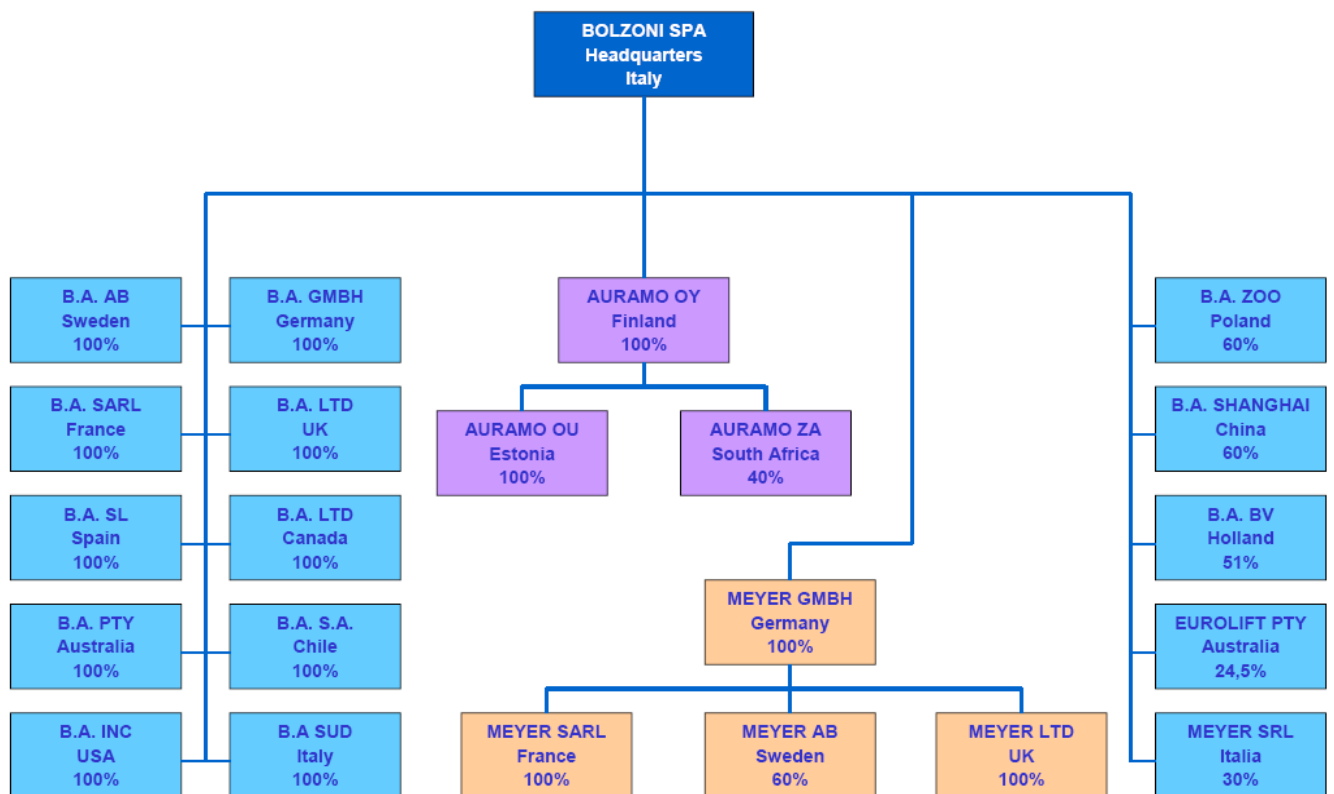 BOLZONI SPA
Headquarters
Italy
B.A. AB
Sweden
100%
B.A. GMBH
Germany
100%
AURAMO OY
Finland
100%
B.A. ZOO
Poland
60%
B.A. SARL
France
100%
B.A. LTD
UK
100%
AURAMO OU
Estonia
100%
AURAMO ZA
South Africa
40%
B.A. SHANGHAI
China
60%
B.A. SL
Spain
100%
B.A. LTD
Canada
100%
B.A. BV
Holland
51%
MEYER GMBH
Germany
100%
B.A. PTY
Australia
100%
B.A. S.A.
Chile
100%
EUROLIFT PTY
Australia
24,5%
B.A. INC
USA
100%
B.A SUD
Italy
100%
MEYER SARL
France
100%
MEYER AB
Sweden
60%
MEYER LTD
UK
100%
MEYER SRL
Italia
30%